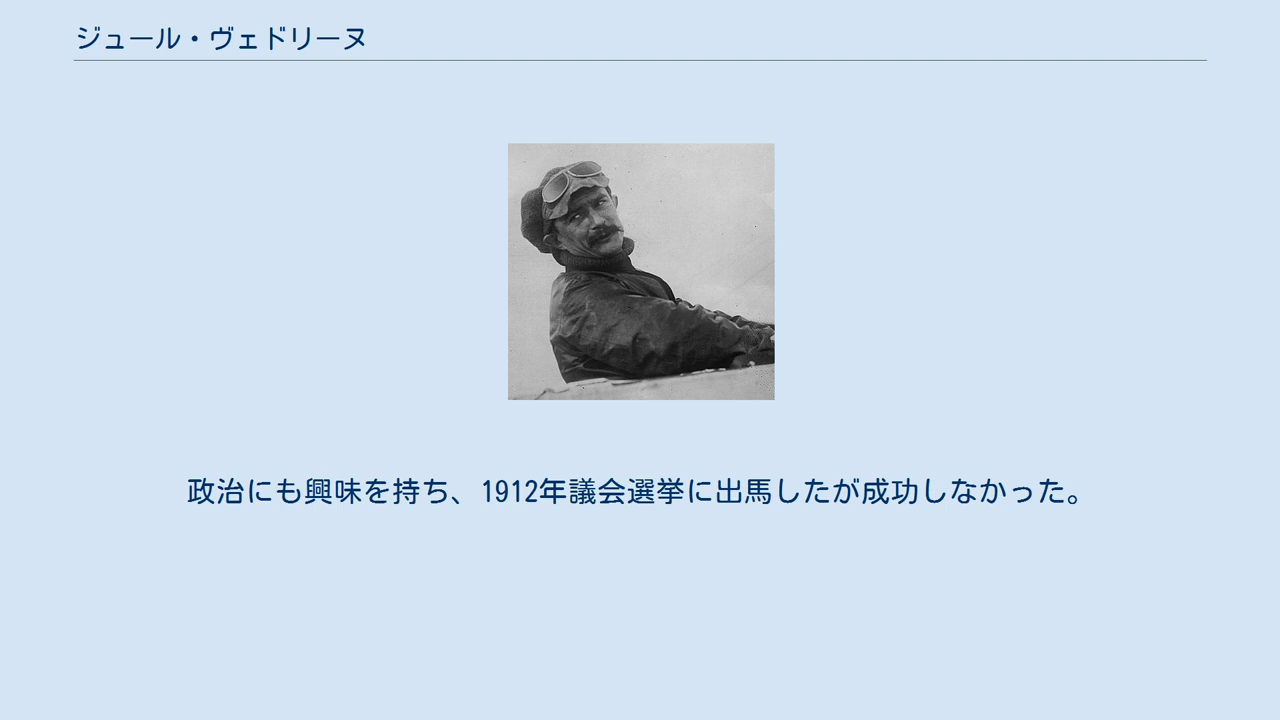 ジュール・ヴェドリーヌ
政治にも興味を持ち、1912年議会選挙に出馬したが成功しなかった。